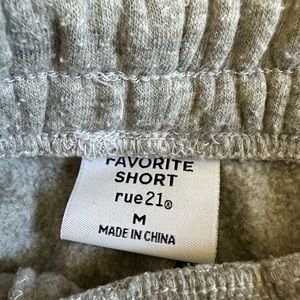 FAVORITE
SHORT
rue21®
M
MADE IN CHINA